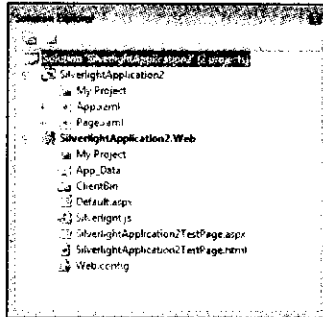 Solution Explorer
Solution 'SilverlightApplication2' (2 projects)
SilverlightApplication2
My Project
App.xaml
Page.xaml
SilverlightApplication2.Web
My Project
App_Data
ClientBin
Default.aspx
Silverlight.js
SilverlightApplication2TestPage.aspx
SilverlightApplication2TestPage.html
Web.config